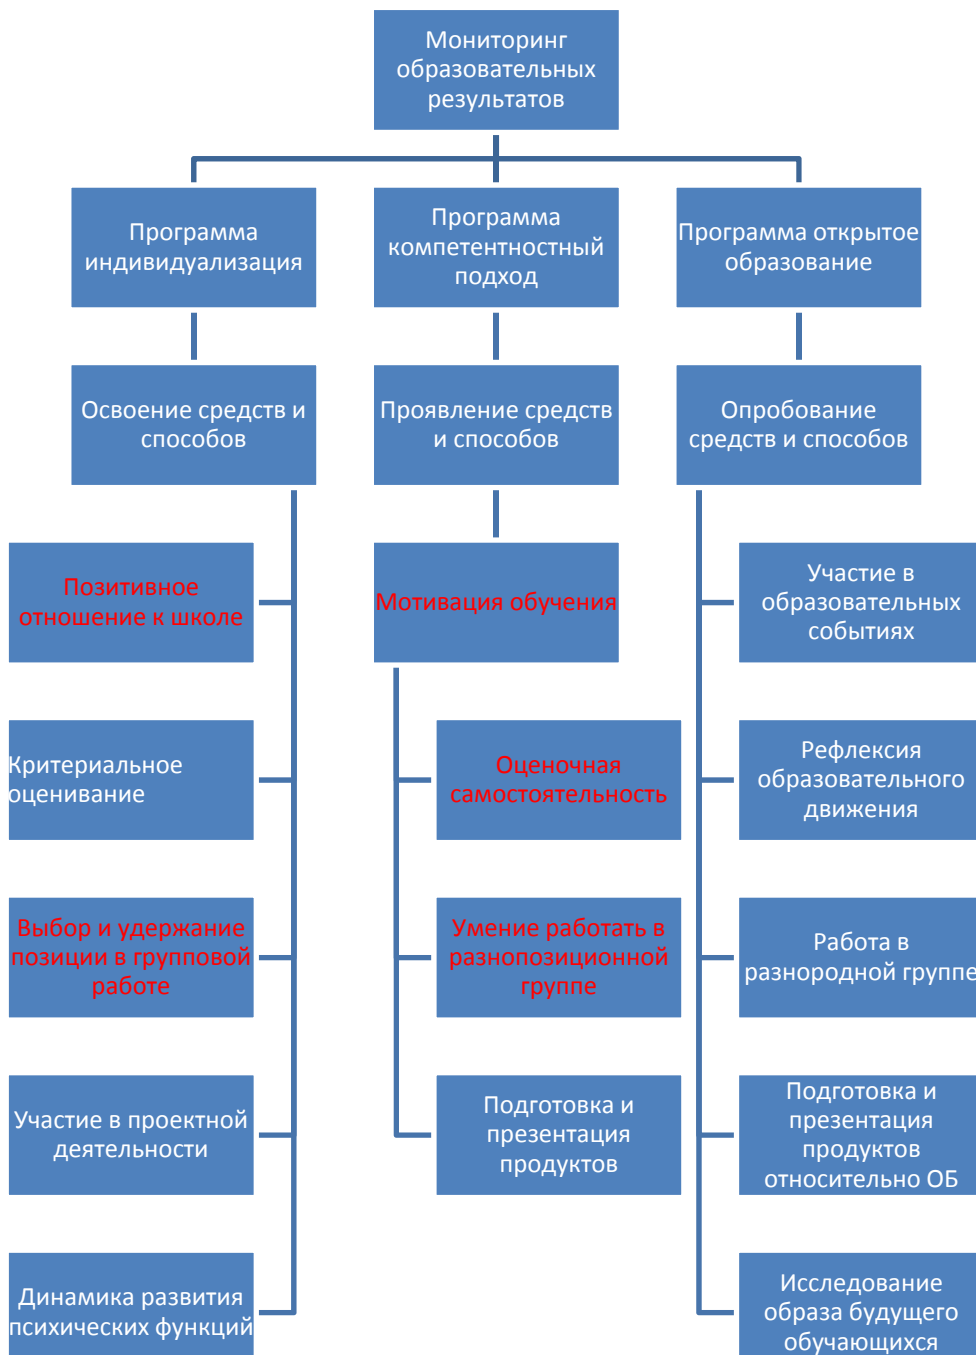 Мониторинг
образовательных
результатов
Программа
индивидуализация
Программа
компетентностный
подход
Программа открытое
образование
Освоение средств и
способов
Проявление средств
и способов
Опробование
средств и способов
Позитивное
отношение к школе
Мотивация обучения
Участие в
образовательных
событиях
Критериальное
оценивание
Оценочная
самостоятельность
Рефлексия
образовательного
движения
Выбор и удержание
позиции в групповой
работе
Умение работать в
разнопозиционной
группе
Работа в
разнородной группе
Участие в проектной
деятельности
Подготовка и
презентация
продуктов
Подготовка и
презентация
продуктов
относительно ОБ
Динамика развития
психических функций
Исследование
образа будущего
обучающихся